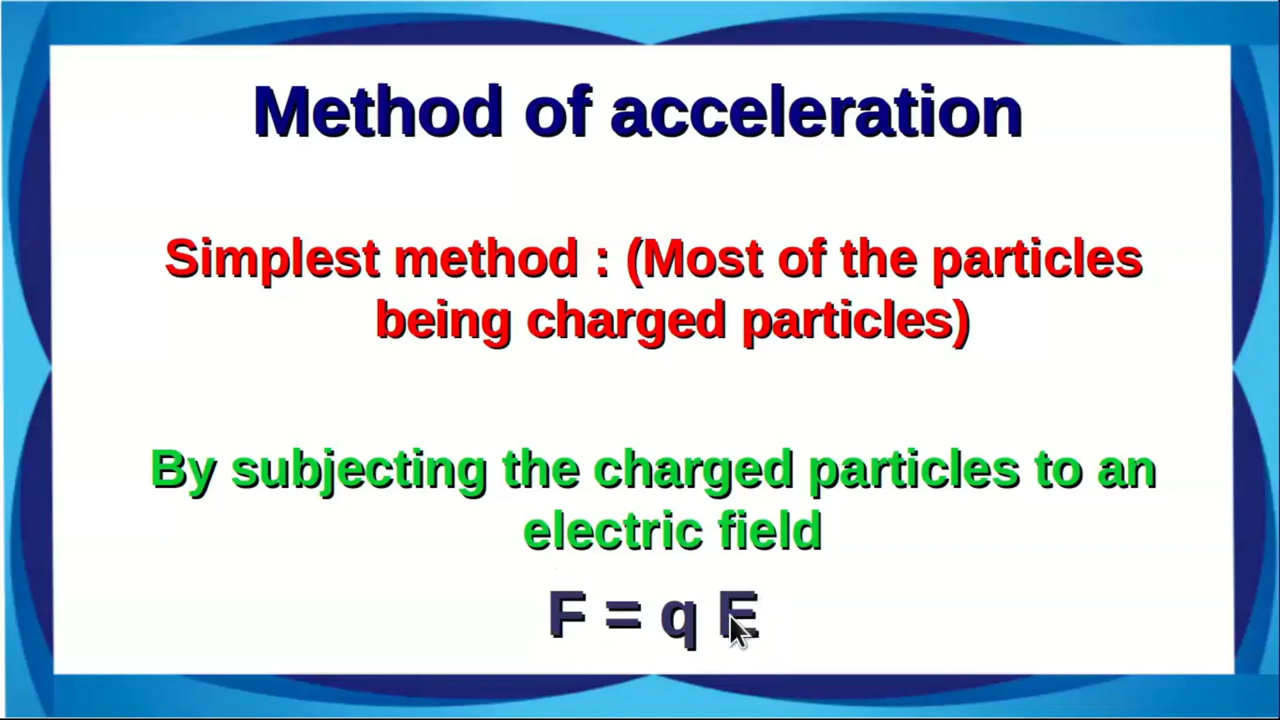 Method of acceleration
Simplest method : (Most of the particles
being charged particles)
By subjecting the charged particles to an
electric field
F = q E